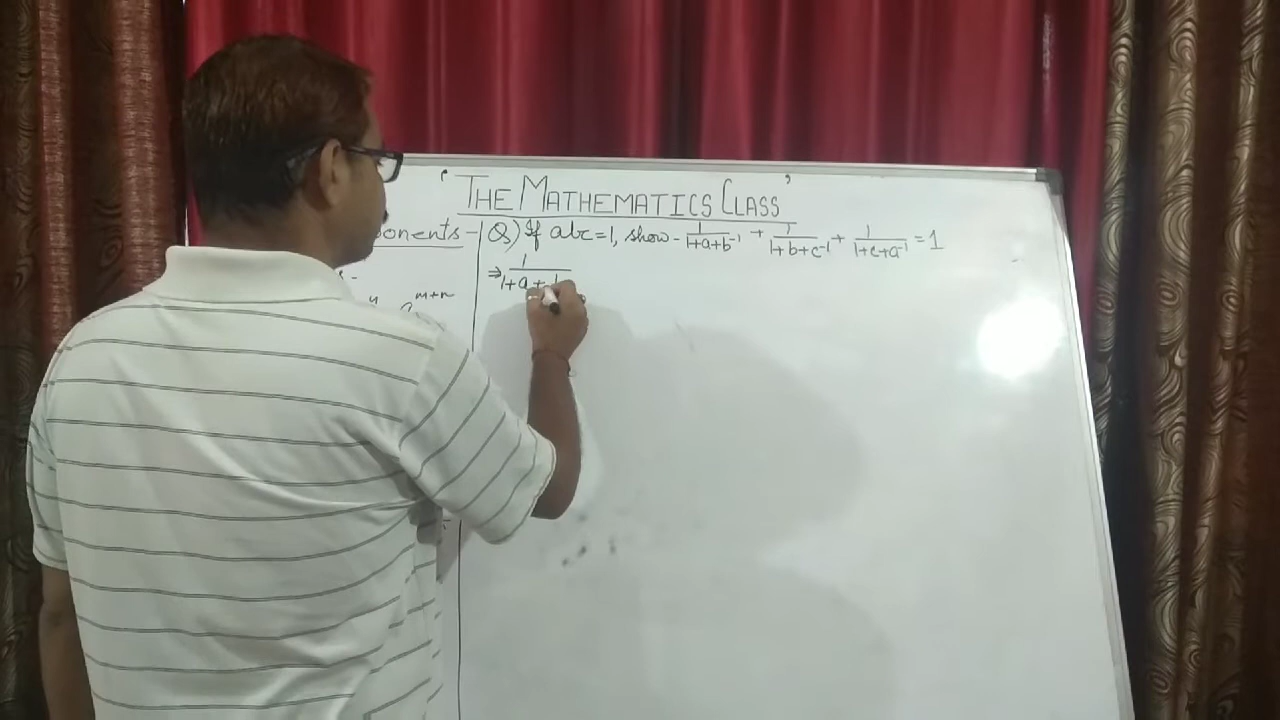 ' THE MATHEMATICS CLASS '
onents -
Q) If abc=1, show - 1/(1+a+b⁻¹) + 1/(1+b+c⁻¹) + 1/(1+c+a⁻¹) = 1
⇒ 1/(1+a+1
a^(m+n)